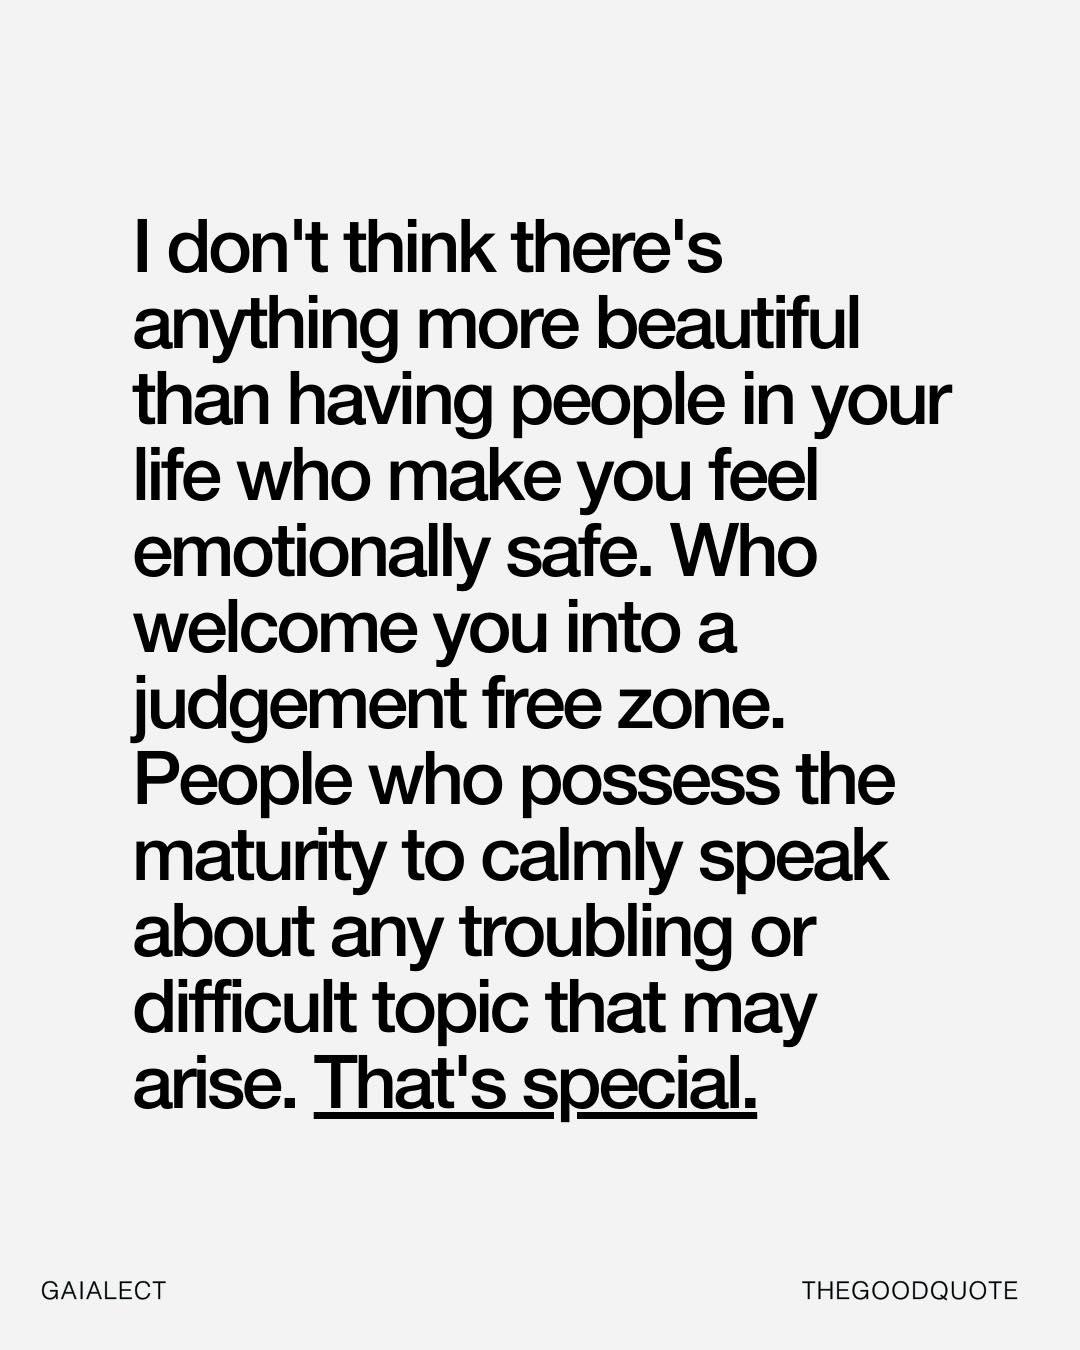 I don't think there's
anything more beautiful
than having people in your
life who make you feel
emotionally safe. Who
welcome you into a
judgement free zone.
People who possess the
maturity to calmly speak
about any troubling or
difficult topic that may
arise. That's special.
GAIALECT
THEGOODQUOTE